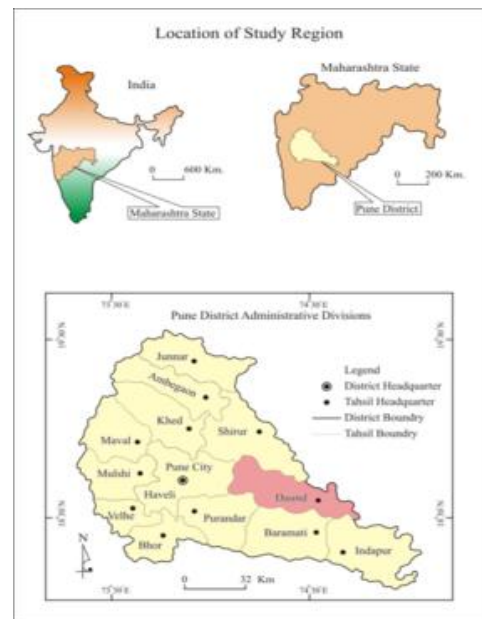 Location of Study Region
India
Maharashtra State
0 600 Km.
0 200 Km.
Maharashtra State
Pune District
73°30'E
74°30'E
Pune District Administrative Divisions
Junnar
Ambegaon
Khed
Shirur
Maval
Mulshi
Pune City
Haveli
Daund
Velhe
Purandar
Baramati
Bhor
Indapur
Legend
District Headquarter
Tahsil Headquarter
District Boundry
Tahsil Boundry
N
0 32 Km
73°30'E
74°30'E